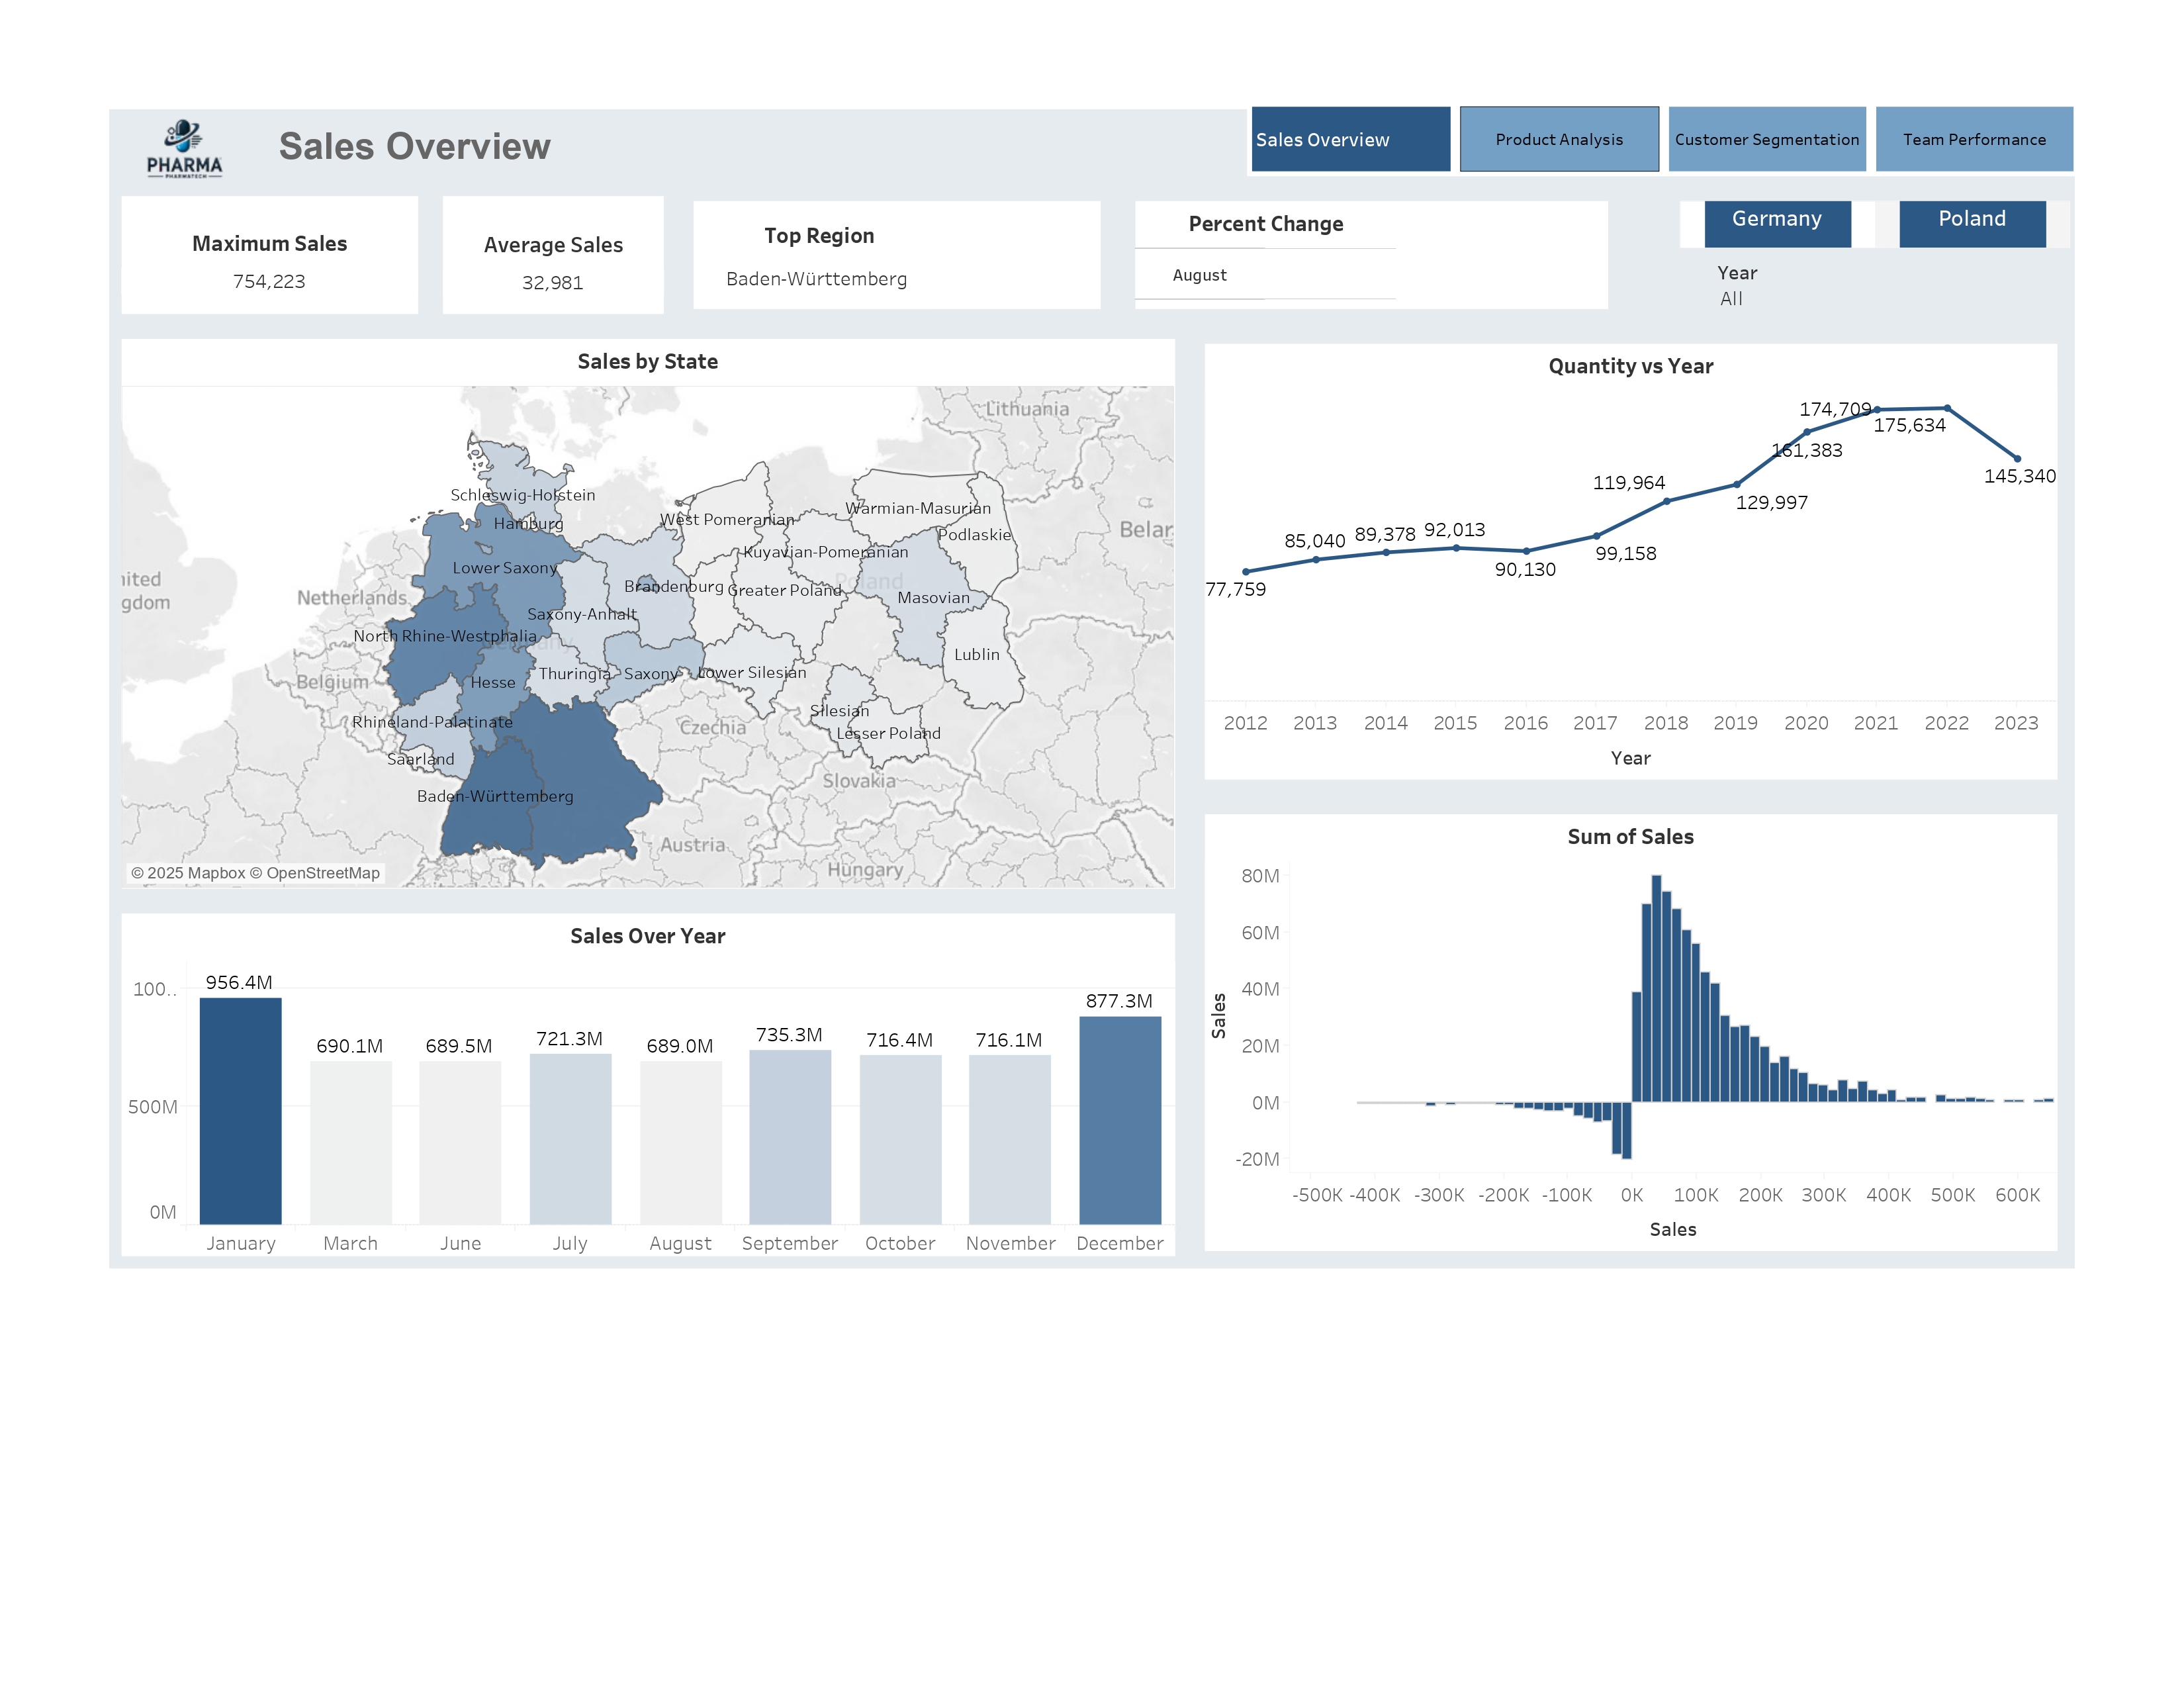 PHARMA
PHARMATECH
Sales Overview
Sales Overview
Product Analysis
Customer Segmentation
Team Performance
Maximum Sales
754,223
Average Sales
32,981
Top Region
Baden-Württemberg
Percent Change
August
Germany
Poland
Year
All
Sales by State
Lithuania
Schleswig-Holstein
Hamburg
West Pomeranian
Warmian-Masurian
Podlaskie
Belar
Kuyavian-Pomeranian
Lower Saxony
nited
gdom
Netherlands
Brandenburg
Greater Poland
Poland
Masovian
Saxony-Anhalt
North Rhine-Westphalia
Lublin
Belgium
Hesse
Thuringia
Saxony
Lower Silesian
Silesian
Rhineland-Palatinate
Czechia
Lesser Poland
Saarland
Slovakia
Baden-Württemberg
Austria
Hungary
© 2025 Mapbox © OpenStreetMap
Quantity vs Year
77,759
85,040
89,378
92,013
90,130
99,158
119,964
129,997
161,383
174,709
175,634
145,340
2012 2013 2014 2015 2016 2017 2018 2019 2020 2021 2022 2023
Year
Sales Over Year
100..
500M
0M
956.4M
690.1M
689.5M
721.3M
689.0M
735.3M
716.4M
716.1M
877.3M
January March June July August September October November December
Sum of Sales
Sales
80M
60M
40M
20M
0M
-20M
-500K -400K -300K -200K -100K 0K 100K 200K 300K 400K 500K 600K
Sales